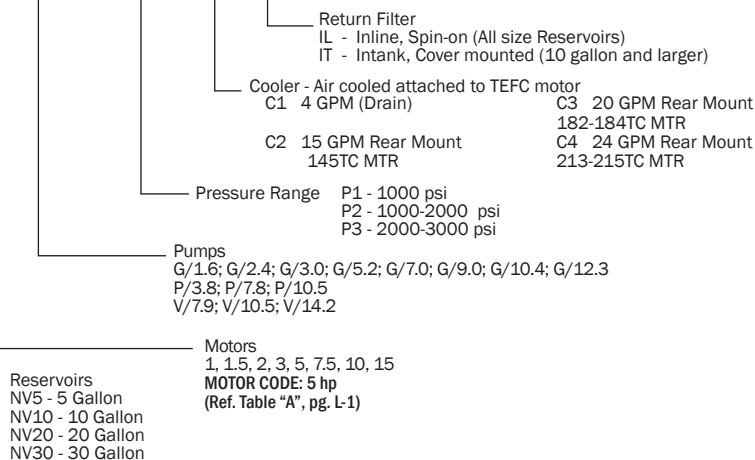 Return Filter
IL - Inline, Spin-on (All size Reservoirs)
IT - Intank, Cover mounted (10 gallon and larger)
Cooler - Air cooled attached to TEFC motor
C1 4 GPM (Drain)
C3 20 GPM Rear Mount
182-184TC MTR
C2 15 GPM Rear Mount
145TC MTR
C4 24 GPM Rear Mount
213-215TC MTR
Pressure Range P1 - 1000 psi
P2 - 1000-2000 psi
P3 - 2000-3000 psi
Pumps
G/1.6; G/2.4; G/3.0; G/5.2; G/7.0; G/9.0; G/10.4; G/12.3
P/3.8; P/7.8; P/10.5
V/7.9; V/10.5; V/14.2
Motors
1, 1.5, 2, 3, 5, 7.5, 10, 15
MOTOR CODE: 5 hp
(Ref. Table “A”, pg. L-1)
Reservoirs
NV5 - 5 Gallon
NV10 - 10 Gallon
NV20 - 20 Gallon
NV30 - 30 Gallon